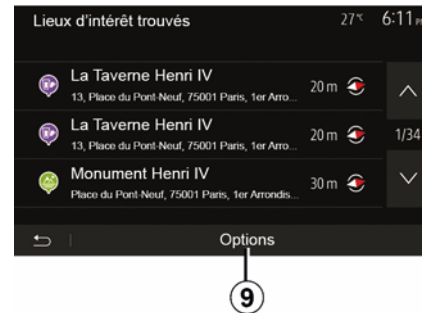 Lieux d'intérêt trouvés 27°C 6:11 PM
La Taverne Henri IV
13, Place du Pont-Neuf, 75001 Paris, 1er Arro... 20 m
La Taverne Henri IV
13, Place du Pont-Neuf, 75001 Paris, 1er Arro... 20 m
1/34
Monument Henri IV
Place du Pont-Neuf, 75001 Paris, 1er Arrondis... 30 m
Options
9